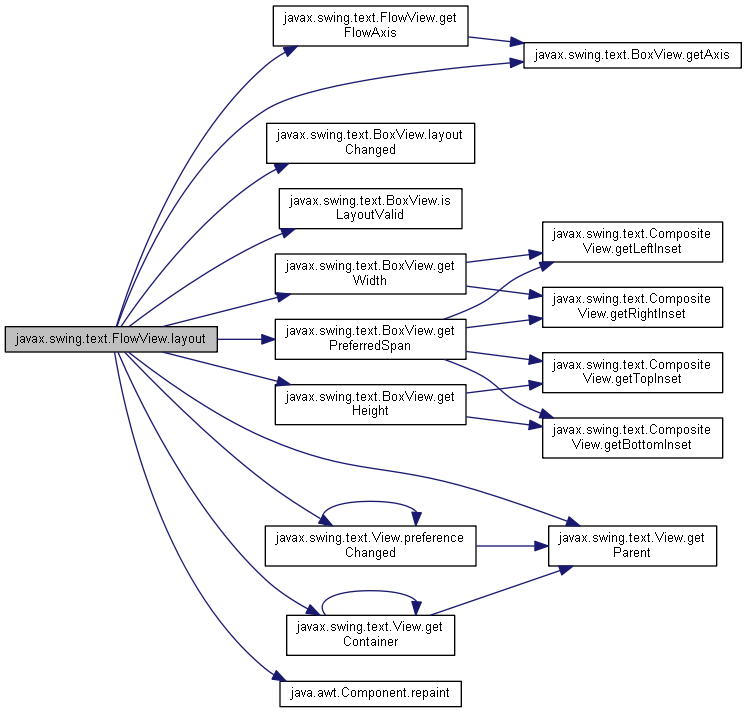 javax.swing.text.FlowView.get
FlowAxis
javax.swing.text.BoxView.getAxis
javax.swing.text.BoxView.layout
Changed
javax.swing.text.BoxView.is
LayoutValid
javax.swing.text.Composite
View.getLeftInset
javax.swing.text.BoxView.get
Width
javax.swing.text.Composite
View.getRightInset
javax.swing.text.FlowView.layout
javax.swing.text.BoxView.get
PreferredSpan
javax.swing.text.Composite
View.getTopInset
javax.swing.text.BoxView.get
Height
javax.swing.text.Composite
View.getBottomInset
javax.swing.text.View.preference
Changed
javax.swing.text.View.get
Parent
javax.swing.text.View.get
Container
java.awt.Component.repaint